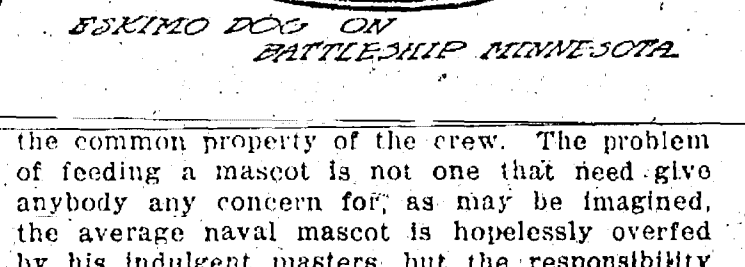 ESKIMO DOG ON
BATTLESHIP MINNESOTA
the common property of the crew. The problem
of feeding a mascot is not one that need give
anybody any concern for, as may be imagined,
the average naval mascot is hopelessly overfed
by his indulgent masters, but the responsibility